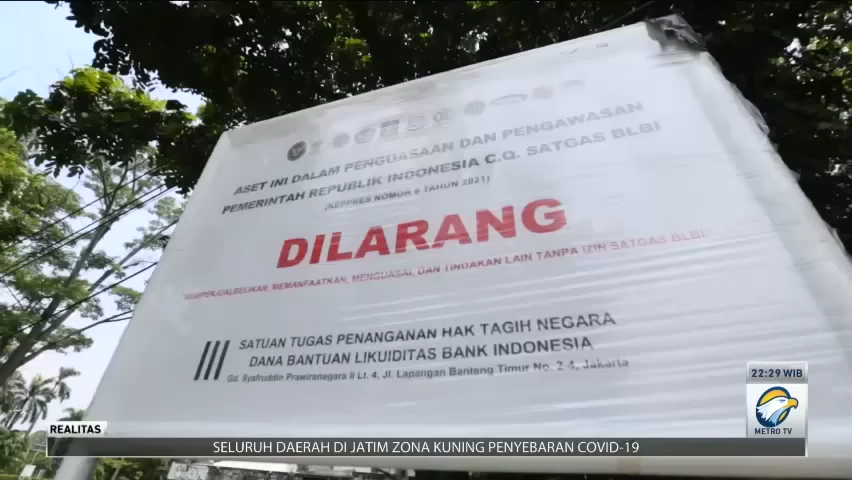 ASET INI DALAM PENGUASAAN DAN PENGAWASAN
PEMERINTAH REPUBLIK INDONESIA C.Q. SATGAS BLBI
(KEPPRES NOMOR 6 TAHUN 2021)
DILARANG
MEMPERJUALBELIKAN, MEMANFAATKAN, MENGUASAI, DAN TINDAKAN LAIN TANPA IZIN SATGAS BLBI
SATUAN TUGAS PENANGANAN HAK TAGIH NEGARA
DANA BANTUAN LIKUIDITAS BANK INDONESIA
Gd. Syafruddin Prawiranegara II Lt. 4, Jl. Lapangan Banteng Timur No. 2-4, Jakarta
22:29 WIB
METRO TV
REALITAS
SELURUH DAERAH DI JATIM ZONA KUNING PENYEBARAN COVID-19